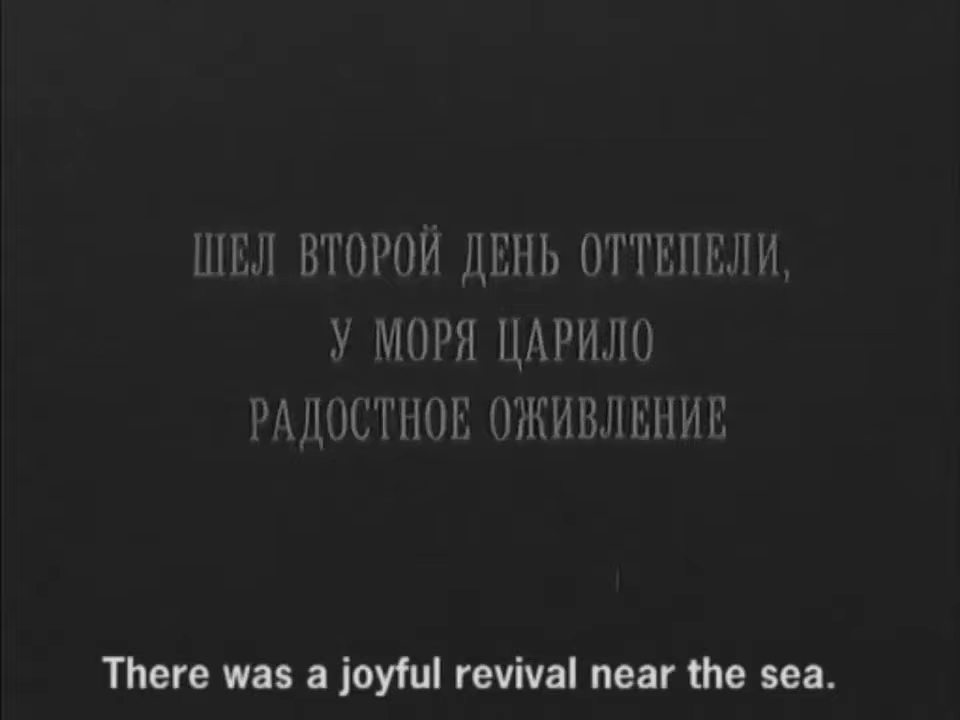 ШЕЛ ВТОРОЙ ДЕНЬ ОТТЕПЕЛИ,
У МОРЯ ЦАРИЛО
РАДОСТНОЕ ОЖИВЛЕНИЕ
There was a joyful revival near the sea.